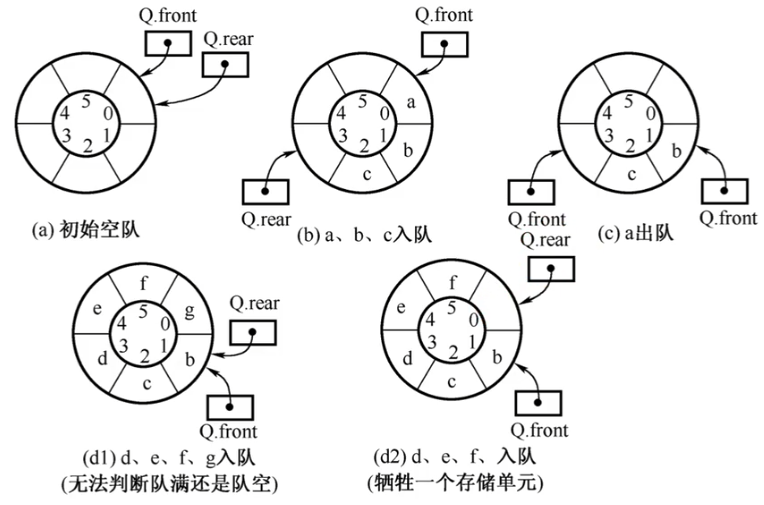 Q.front
Q.rear
4 5 0
3 2 1
(a) 初始空队
Q.front
a
b
c
4 5 0
3 2 1
Q.rear
(b) a、b、c入队
b
c
4 5 0
3 2 1
Q.front
Q.front
(c) a出队
f
e
g
d
b
c
4 5 0
3 2 1
Q.rear
Q.front
(d1) d、e、f、g入队
(无法判断队满还是队空)
Q.rear
f
e
d
b
c
4 5 0
3 2 1
Q.front
(d2) d、e、f、入队
(牺牲一个存储单元)